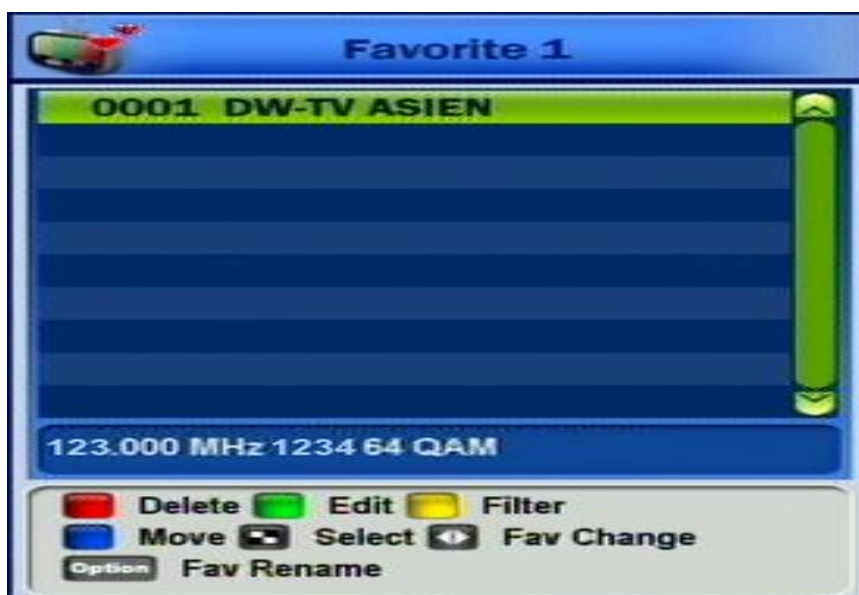 Favorite 1
0001 DW-TV ASIEN
123.000 MHz 1234 64 QAM
Delete Edit Filter
Move Select Fav Change
Option Fav Rename